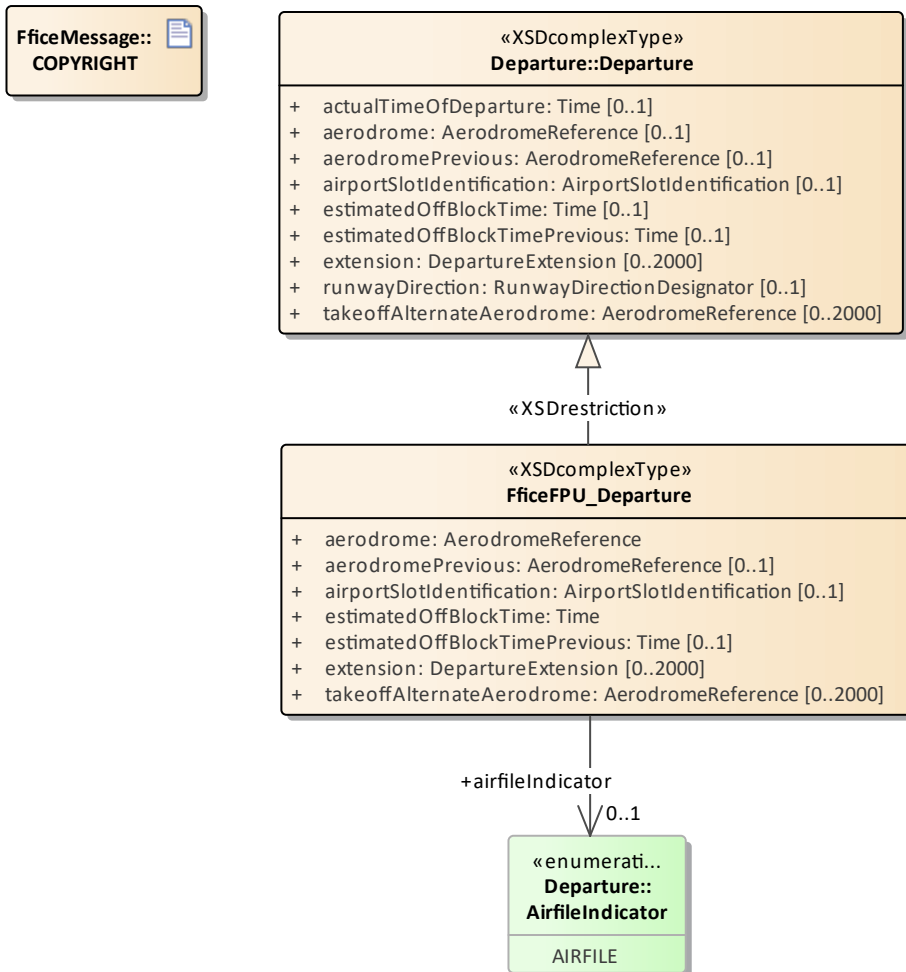 FficeMessage::
COPYRIGHT
«XSDcomplexType»
Departure::Departure
+ actualTimeOfDeparture: Time [0..1]
+ aerodrome: AerodromeReference [0..1]
+ aerodromePrevious: AerodromeReference [0..1]
+ airportSlotIdentification: AirportSlotIdentification [0..1]
+ estimatedOffBlockTime: Time [0..1]
+ estimatedOffBlockTimePrevious: Time [0..1]
+ extension: DepartureExtension [0..2000]
+ runwayDirection: RunwayDirectionDesignator [0..1]
+ takeoffAlternateAerodrome: AerodromeReference [0..2000]
«XSDrestriction»
«XSDcomplexType»
FficeFPU_Departure
+ aerodrome: AerodromeReference
+ aerodromePrevious: AerodromeReference [0..1]
+ airportSlotIdentification: AirportSlotIdentification [0..1]
+ estimatedOffBlockTime: Time
+ estimatedOffBlockTimePrevious: Time [0..1]
+ extension: DepartureExtension [0..2000]
+ takeoffAlternateAerodrome: AerodromeReference [0..2000]
+airfileIndicator
0..1
«enumerati...
Departure::
AirfileIndicator
AIRFILE